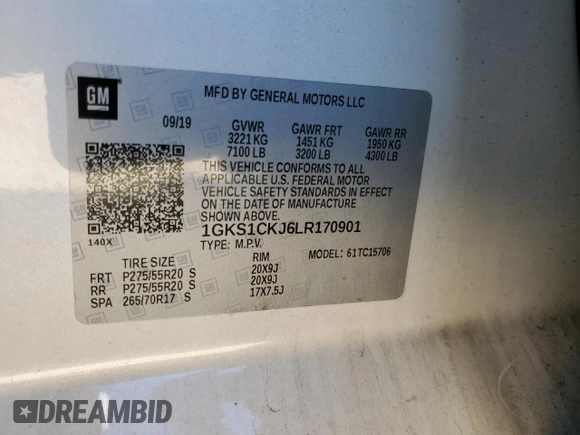 GM
MFD BY GENERAL MOTORS LLC
09/19 GVWR GAWR FRT GAWR RR
3221 KG 1451 KG 1950 KG
7100 LB 3200 LB 4300 LB
THIS VEHICLE CONFORMS TO ALL
APPLICABLE U.S. FEDERAL MOTOR
VEHICLE SAFETY STANDARDS IN EFFECT
ON THE DATE OF MANUFACTURE
SHOWN ABOVE.
140X 1GKS1CKJ6LR170901
TYPE: M.P.V. MODEL: 61TC15706
TIRE SIZE RIM
FRT P275/55R20 S 20X9J
RR P275/55R20 S 20X9J
SPA 265/70R17 S 17X7.5J
DREAMBID